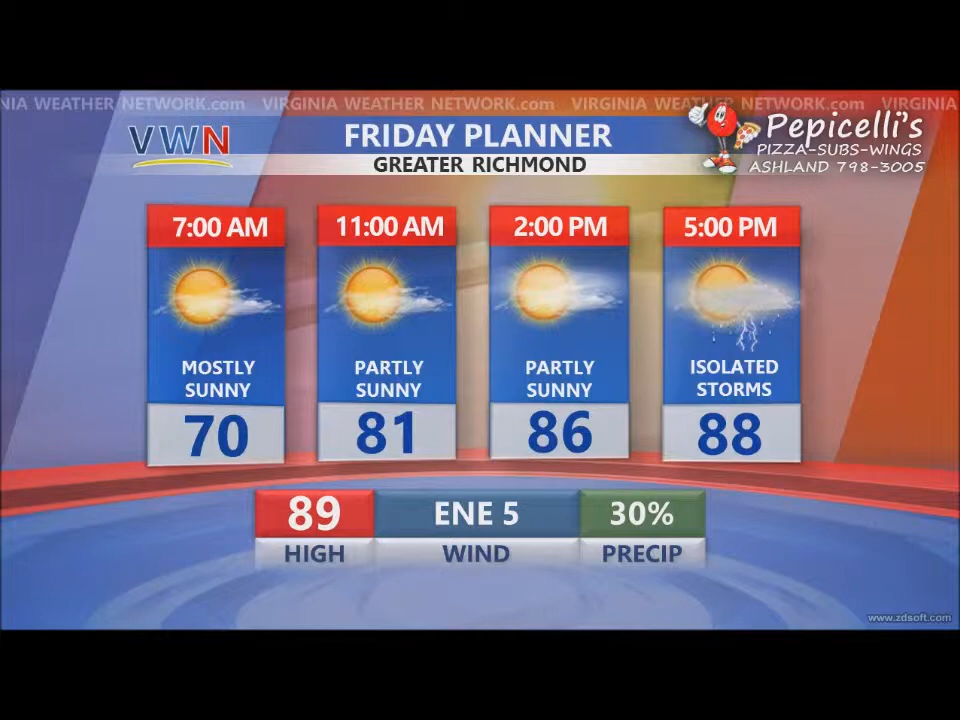 NIA WEATHER NETWORK.com VIRGINIA WEATHER NETWORK.com VIRGINIA WEATHER NETWORK.com VIRGINIA
VWN
FRIDAY PLANNER
GREATER RICHMOND
Pepicelli's
PIZZA-SUBS-WINGS
ASHLAND 798-3005
7:00 AM 11:00 AM 2:00 PM 5:00 PM
MOSTLY PARTLY PARTLY ISOLATED
SUNNY SUNNY SUNNY STORMS
70 81 86 88
89 ENE 5 30%
HIGH WIND PRECIP
www.zdsoft.com